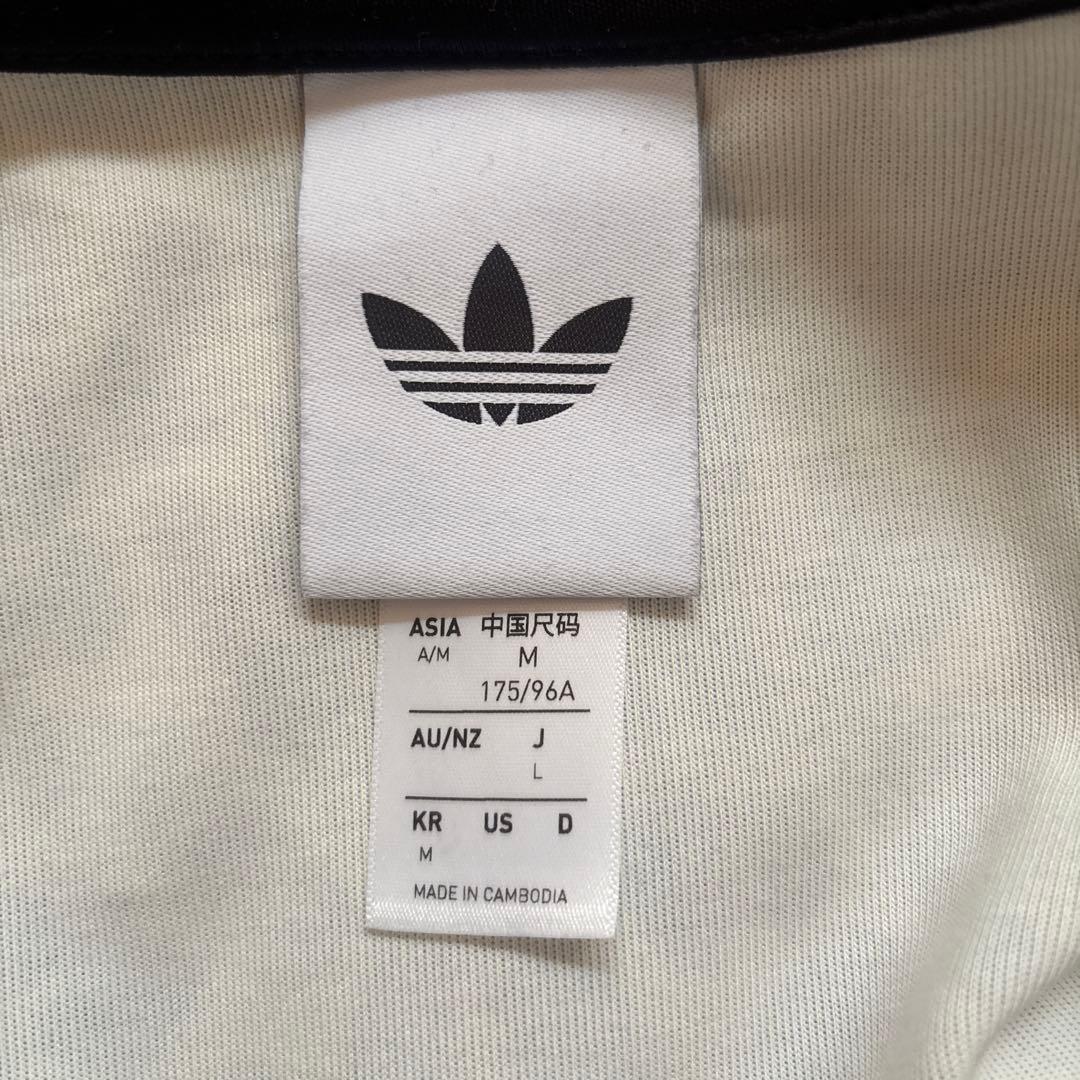 ASIA 中国尺码
A/M M
175/96A
AU/NZ J
L
KR US D
M
MADE IN CAMBODIA